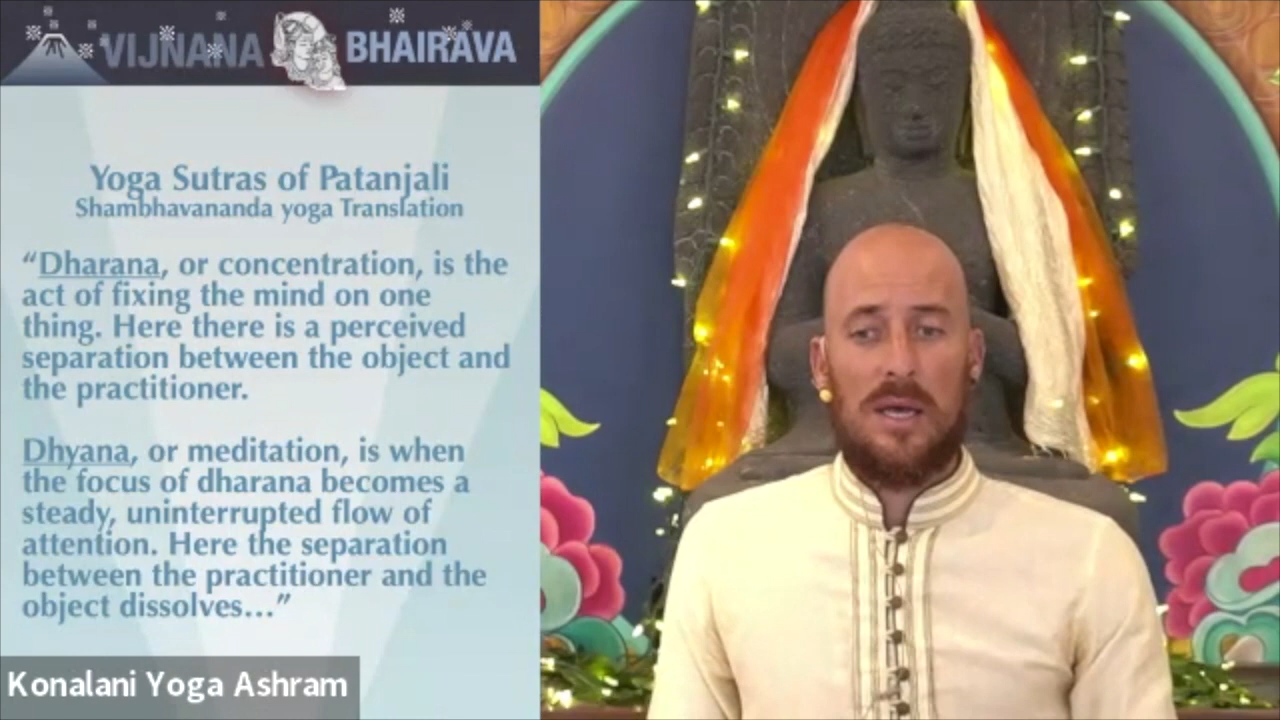 VIJNANA BHAIRAVA
Yoga Sutras of Patanjali
Shambhavananda yoga Translation
“Dharana, or concentration, is the
act of fixing the mind on one
thing. Here there is a perceived
separation between the object and
the practitioner.
Dhyana, or meditation, is when
the focus of dharana becomes a
steady, uninterrupted flow of
attention. Here the separation
between the practitioner and the
object dissolves...”
Konalani Yoga Ashram